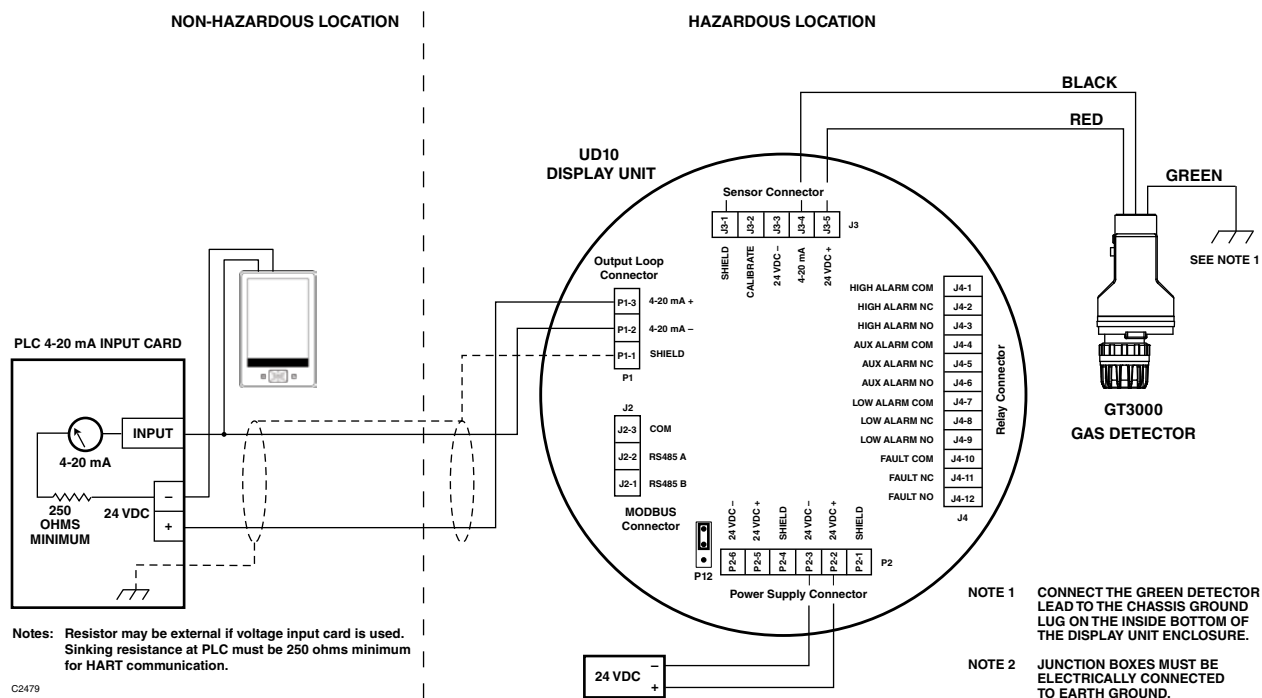 NON-HAZARDOUS LOCATION
HAZARDOUS LOCATION
BLACK
RED
GREEN
SEE NOTE 1
UD10
DISPLAY UNIT
Sensor Connector
J3-1
J3-2
J3-3
J3-4
J3-5
J3
SHIELD
CALIBRATE
24 VDC –
4-20 mA
24 VDC +
Output Loop
Connector
P1-3 4-20 mA +
P1-2 4-20 mA –
P1-1 SHIELD
P1
J2
J2-3 COM
J2-2 RS485 A
J2-1 RS485 B
MODBUS
Connector
HIGH ALARM COM J4-1
HIGH ALARM NC J4-2
HIGH ALARM NO J4-3
AUX ALARM COM J4-4
AUX ALARM NC J4-5
AUX ALARM NO J4-6
LOW ALARM COM J4-7
LOW ALARM NC J4-8
LOW ALARM NO J4-9
FAULT COM J4-10
FAULT NC J4-11
FAULT NO J4-12
J4
Relay Connector
GT3000
GAS DETECTOR
PLC 4-20 mA INPUT CARD
INPUT
4-20 mA
250
OHMS
MINIMUM
24 VDC
–
+
P12
24 VDC –
24 VDC +
SHIELD
24 VDC –
24 VDC +
SHIELD
P2-6
P2-5
P2-4
P2-3
P2-2
P2-1
P2
Power Supply Connector
24 VDC
–
+
Notes: Resistor may be external if voltage input card is used.
Sinking resistance at PLC must be 250 ohms minimum
for HART communication.
C2479
NOTE 1 CONNECT THE GREEN DETECTOR
LEAD TO THE CHASSIS GROUND
LUG ON THE INSIDE BOTTOM OF
THE DISPLAY UNIT ENCLOSURE.
NOTE 2 JUNCTION BOXES MUST BE
ELECTRICALLY CONNECTED
TO EARTH GROUND.